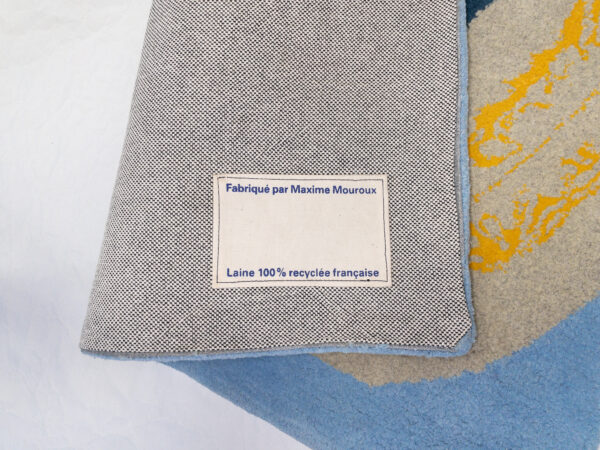 Fabriqué par Maxime Mouroux
Laine 100% recyclée française